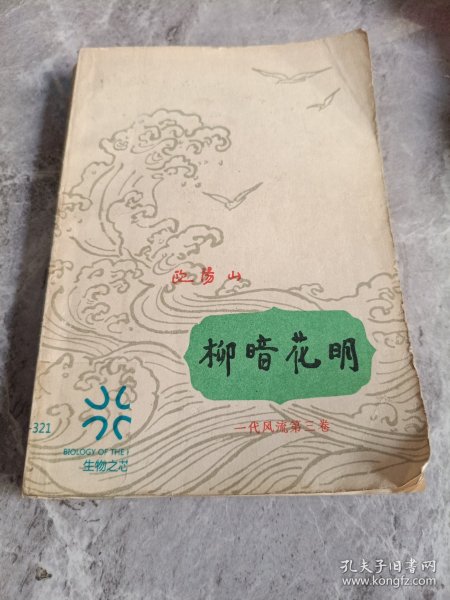 欧阳山
柳暗花明
一代风流第三卷
-321
BIOLOGY OF THE
生物之芯
孔夫子旧书网
www.kongfz.com